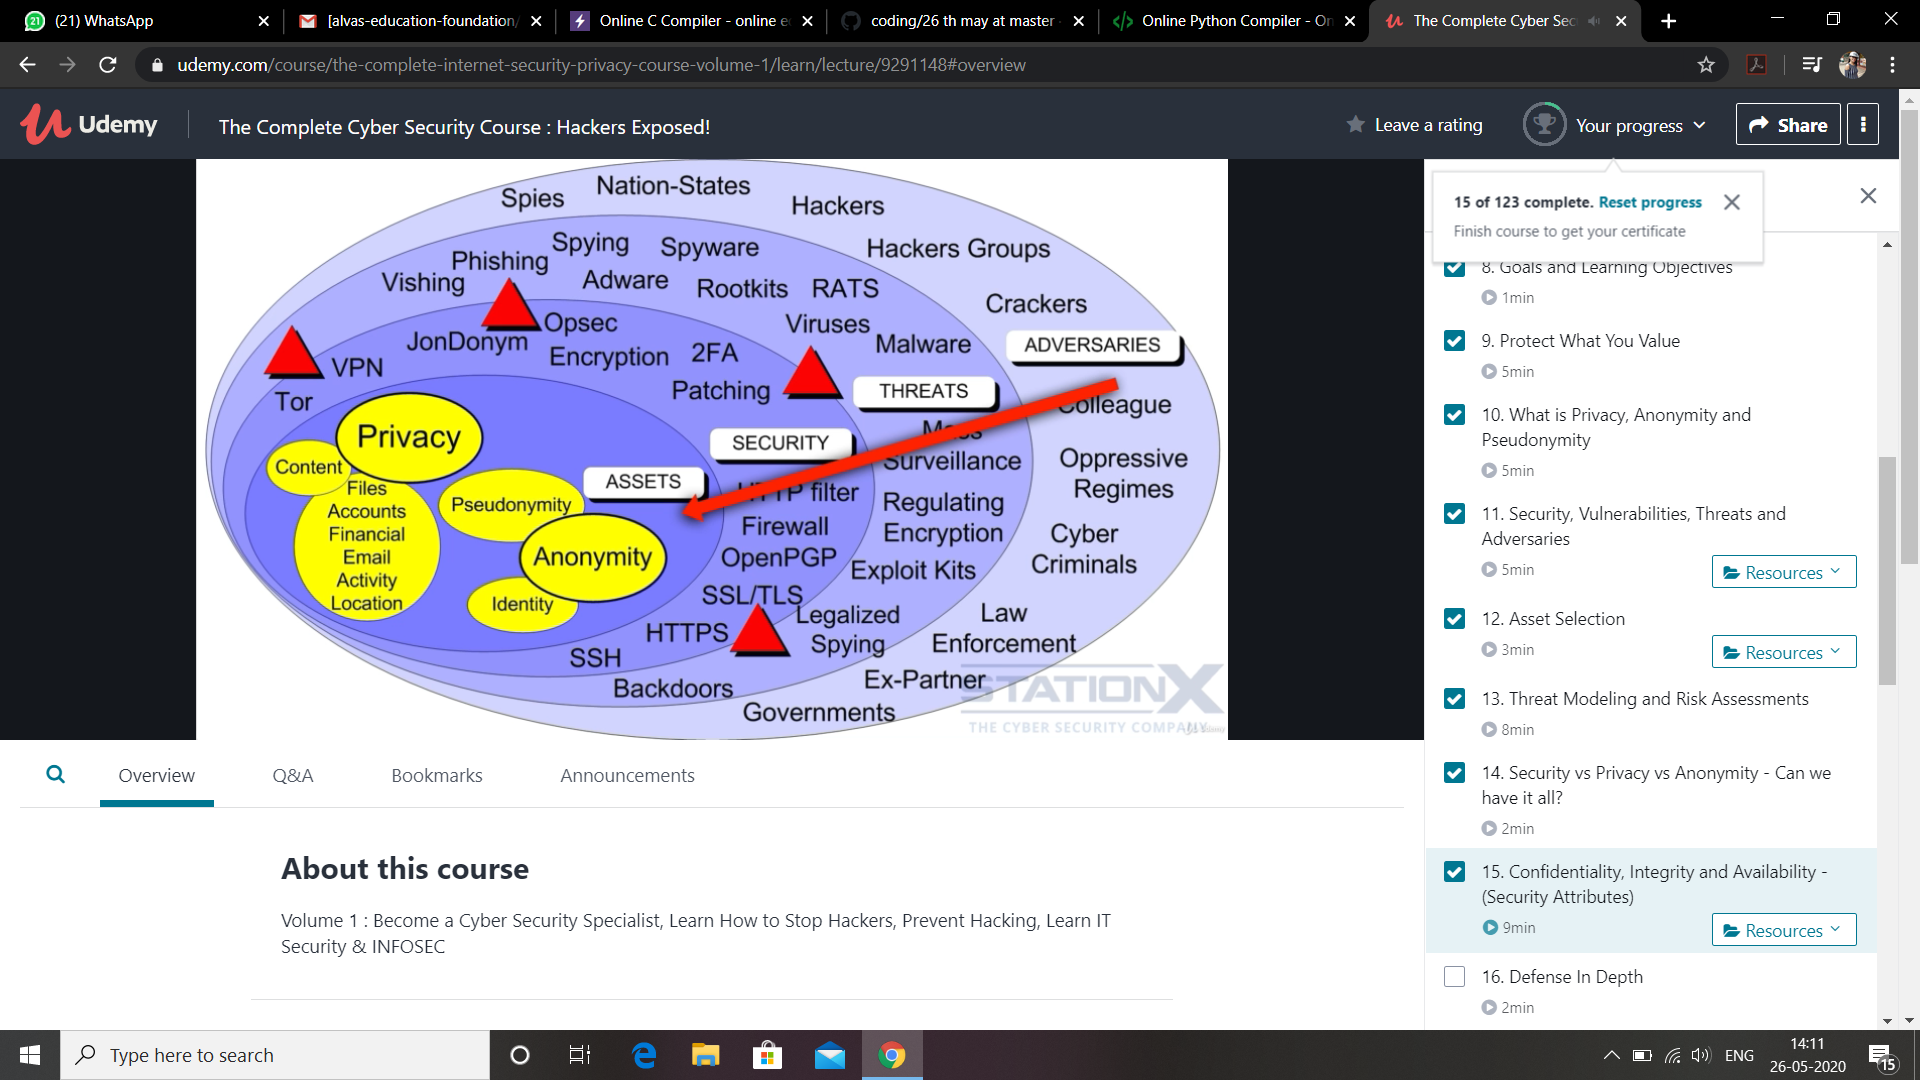 (21) WhatsApp
[alvas-education-foundation/
Online C Compiler - online e
coding/26 th may at master
Online Python Compiler - On
The Complete Cyber Sec
udemy.com/course/the-complete-internet-security-privacy-course-volume-1/learn/lecture/9291148#overview
Udemy
The Complete Cyber Security Course : Hackers Exposed!
Leave a rating
Your progress
Share
15 of 123 complete. Reset progress
Finish course to get your certificate
Spies
Nation-States
Hackers
Hackers Groups
Crackers
ADVERSARIES
Colleague
Oppressive
Regimes
Cyber
Criminals
Law
Enforcement
Ex-Partner
Governments
Vishing
Phishing
Spying
Spyware
Adware
Rootkits
RATS
Viruses
Malware
THREATS
Mass
Surveillance
Regulating
Encryption
Exploit Kits
Legalized
Spying
Backdoors
Tor
VPN
JonDonym
Opsec
Encryption
2FA
Patching
SECURITY
HTTP filter
Firewall
OpenPGP
SSL/TLS
HTTPS
SSH
ASSETS
Privacy
Content
Files
Accounts
Financial
Email
Activity
Location
Pseudonymity
Anonymity
Identity
STATIONX
THE CYBER SECURITY COMPANY
8. Goals and Learning Objectives
1min
9. Protect What You Value
5min
10. What is Privacy, Anonymity and
Pseudonymity
5min
11. Security, Vulnerabilities, Threats and
Adversaries
5min
Resources
12. Asset Selection
3min
Resources
13. Threat Modeling and Risk Assessments
8min
14. Security vs Privacy vs Anonymity - Can we
have it all?
2min
15. Confidentiality, Integrity and Availability -
(Security Attributes)
9min
Resources
16. Defense In Depth
2min
Overview
Q&A
Bookmarks
Announcements
About this course
Volume 1 : Become a Cyber Security Specialist, Learn How to Stop Hackers, Prevent Hacking, Learn IT
Security & INFOSEC
Type here to search
ENG
14:11
26-05-2020
15